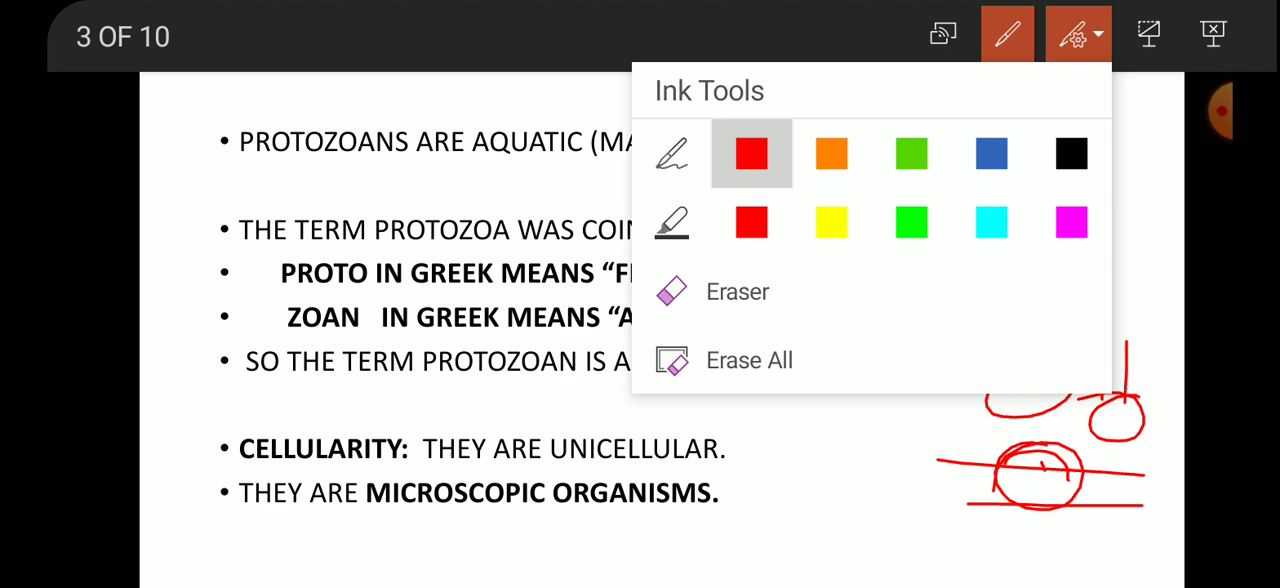 3 OF 10
Ink Tools
• PROTOZOANS ARE AQUATIC (MA
• THE TERM PROTOZOA WAS COIN
• PROTO IN GREEK MEANS “FI
• ZOAN IN GREEK MEANS “A
• SO THE TERM PROTOZOAN IS A
Eraser
Erase All
• CELLULARITY: THEY ARE UNICELLULAR.
• THEY ARE MICROSCOPIC ORGANISMS.